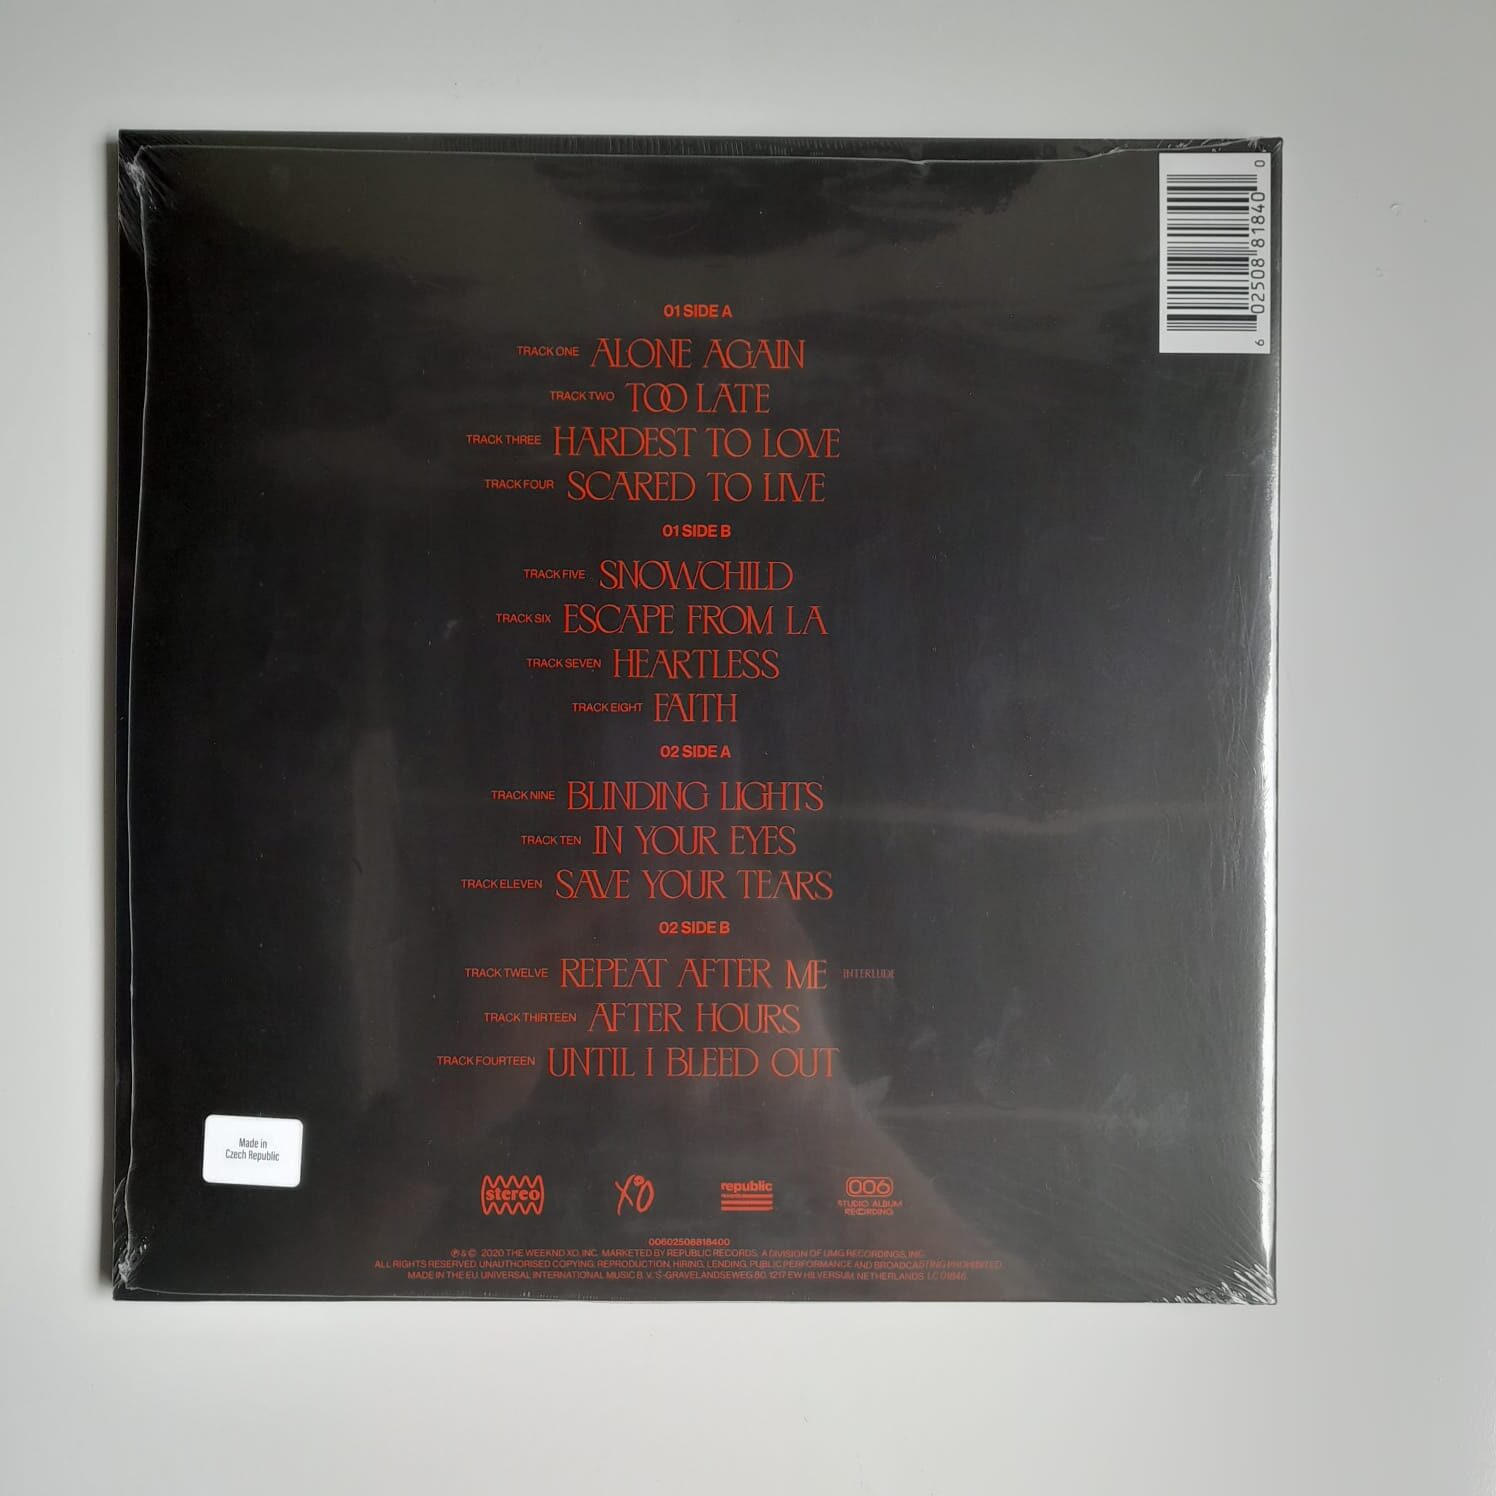 6 02508 81840 0
01 SIDE A
TRACK ONE ALONE AGAIN
TRACK TWO TOO LATE
TRACK THREE HARDEST TO LOVE
TRACK FOUR SCARED TO LIVE
01 SIDE B
TRACK FIVE SNOWCHILD
TRACK SIX ESCAPE FROM LA
TRACK SEVEN HEARTLESS
TRACK EIGHT FAITH
02 SIDE A
TRACK NINE BLINDING LIGHTS
TRACK TEN IN YOUR EYES
TRACK ELEVEN SAVE YOUR TEARS
02 SIDE B
TRACK TWELVE REPEAT AFTER ME INTERLUDE
TRACK THIRTEEN AFTER HOURS
TRACK FOURTEEN UNTIL I BLEED OUT
Made in
Czech Republic
stereo
XO
republic
records
006
STUDIO ALBUM
RECORDING
00602508818400
℗ & © 2020 THE WEEKND XO, INC. MARKETED BY REPUBLIC RECORDS, A DIVISION OF UMG RECORDINGS, INC.
ALL RIGHTS RESERVED. UNAUTHORISED COPYING, REPRODUCTION, HIRING, LENDING, PUBLIC PERFORMANCE AND BROADCASTING PROHIBITED.
MADE IN THE EU. UNIVERSAL INTERNATIONAL MUSIC B.V. 'S-GRAVELANDSEWEG 80, 1217 EW HILVERSUM, NETHERLANDS. LC 01846.